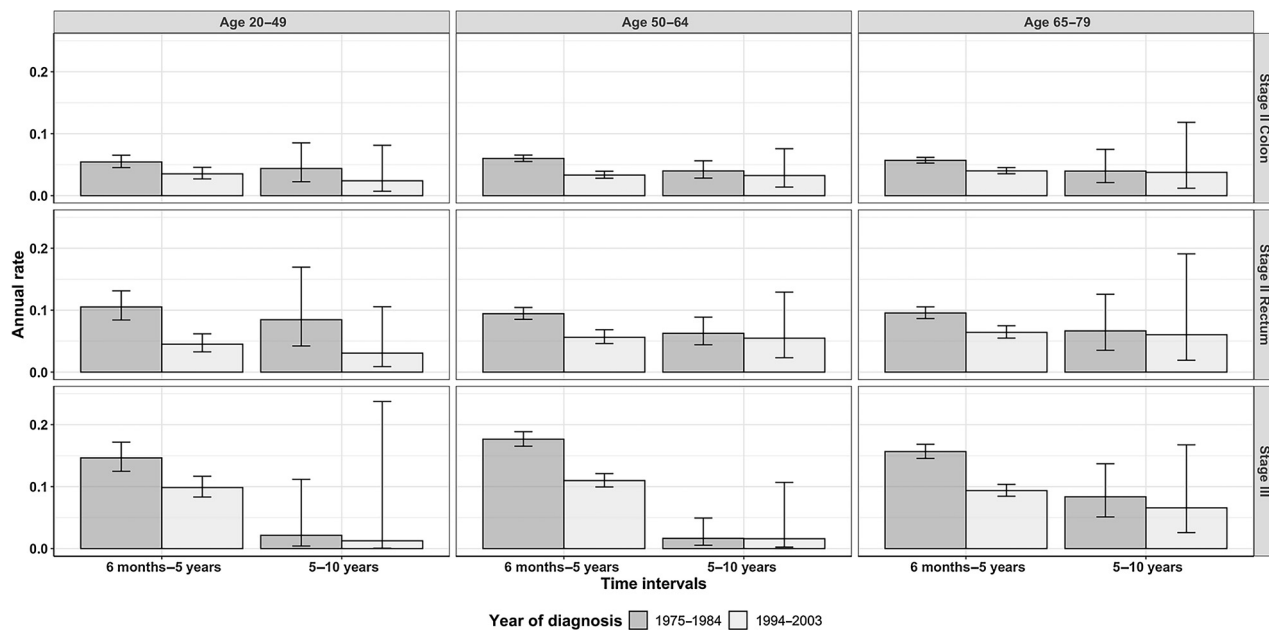 Age 20–49 Age 50–64 Age 65–79
Annual rate
0.2
0.1
0.0
Stage II Colon
0.2
0.1
0.0
Stage II Rectum
0.2
0.1
0.0
Stage III
6 months–5 years 5–10 years 6 months–5 years 5–10 years 6 months–5 years 5–10 years
Time intervals
Year of diagnosis 1975–1984 1994–2003